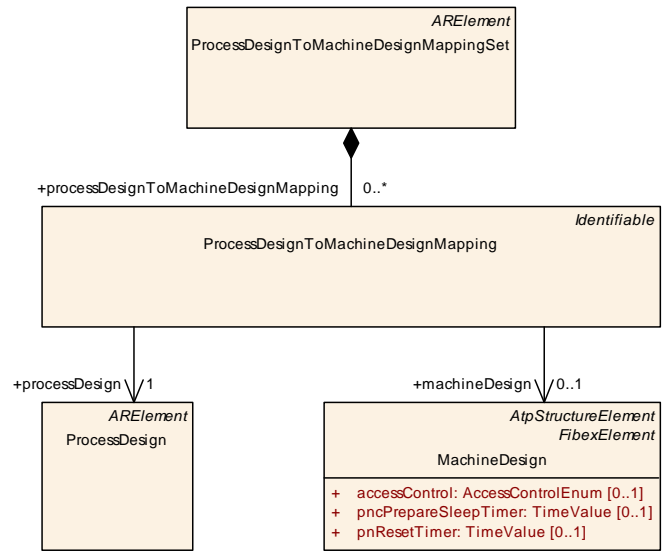 ARElement
ProcessDesignToMachineDesignMappingSet
+processDesignToMachineDesignMapping 0..*
Identifiable
ProcessDesignToMachineDesignMapping
+processDesign 1
+machineDesign 0..1
ARElement
ProcessDesign
AtpStructureElement
FibexElement
MachineDesign
+ accessControl: AccessControlEnum [0..1]
+ pncPrepareSleepTimer: TimeValue [0..1]
+ pnResetTimer: TimeValue [0..1]